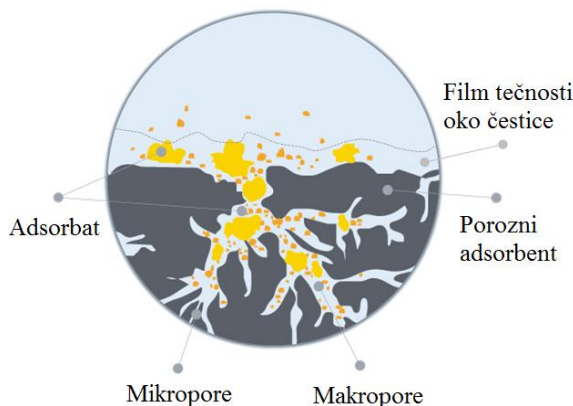 Film tečnosti
oko čestice
Adsorbat
Porozni
adsorbent
Mikropore
Makropore